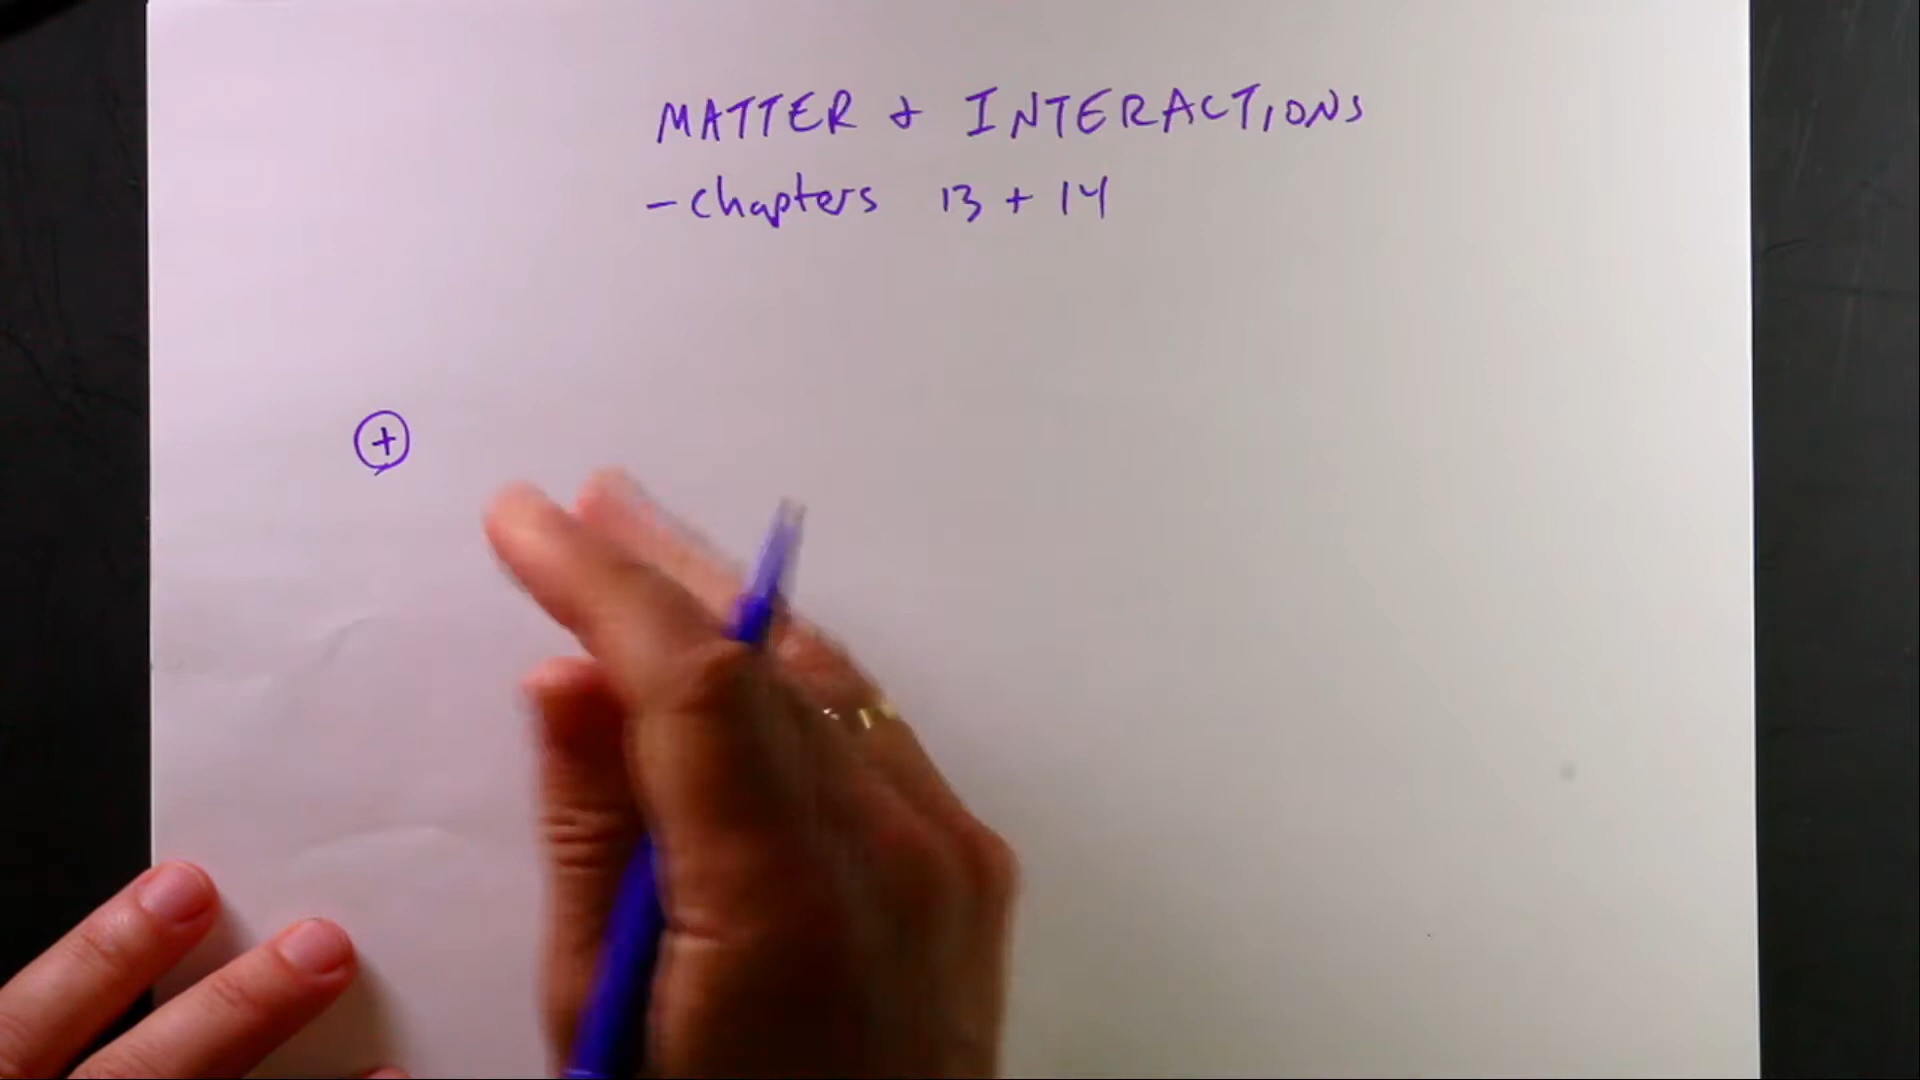 MATTER & INTERACTIONS
- chapters 13 + 14
+